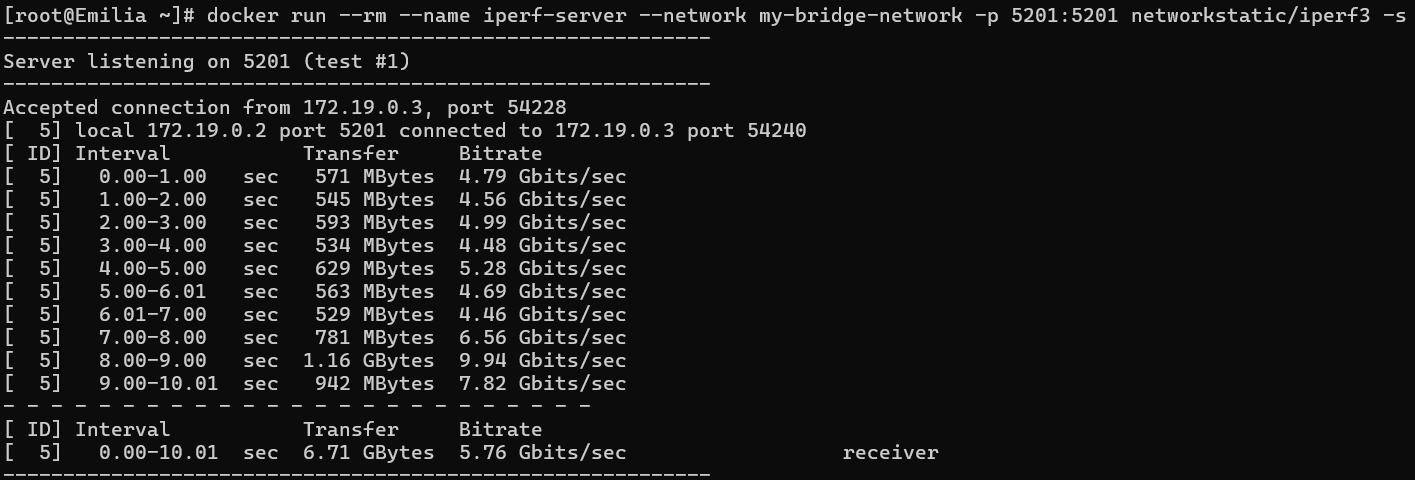 [root@Emilia ~]# docker run --rm --name iperf-server --network my-bridge-network -p 5201:5201 networkstatic/iperf3 -s
-----------------------------------------------------------
Server listening on 5201 (test #1)
-----------------------------------------------------------
Accepted connection from 172.19.0.3, port 54228
[  5] local 172.19.0.2 port 5201 connected to 172.19.0.3 port 54240
[ ID] Interval           Transfer     Bitrate
[  5]   0.00-1.00   sec   571 MBytes  4.79 Gbits/sec
[  5]   1.00-2.00   sec   545 MBytes  4.56 Gbits/sec
[  5]   2.00-3.00   sec   593 MBytes  4.99 Gbits/sec
[  5]   3.00-4.00   sec   534 MBytes  4.48 Gbits/sec
[  5]   4.00-5.00   sec   629 MBytes  5.28 Gbits/sec
[  5]   5.00-6.01   sec   563 MBytes  4.69 Gbits/sec
[  5]   6.01-7.00   sec   529 MBytes  4.46 Gbits/sec
[  5]   7.00-8.00   sec   781 MBytes  6.56 Gbits/sec
[  5]   8.00-9.00   sec  1.16 GBytes  9.94 Gbits/sec
[  5]   9.00-10.01  sec   942 MBytes  7.82 Gbits/sec
- - - - - - - - - - - - - - - - - - - - - - - - -
[ ID] Interval           Transfer     Bitrate
[  5]   0.00-10.01  sec  6.71 GBytes  5.76 Gbits/sec                  receiver
-----------------------------------------------------------